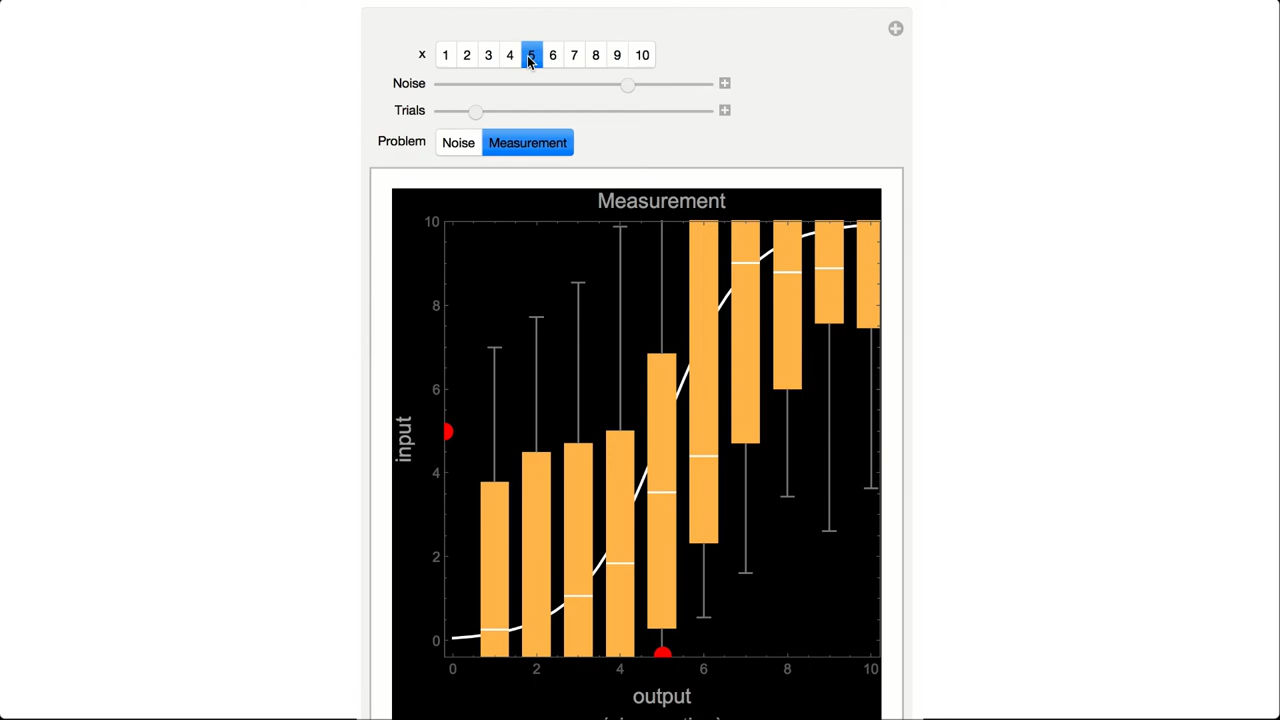 x 1 2 3 4 5 6 7 8 9 10
Noise
Trials
Problem Noise Measurement
Measurement
10
8
6
4
2
0
input
0 2 4 6 8 10
output